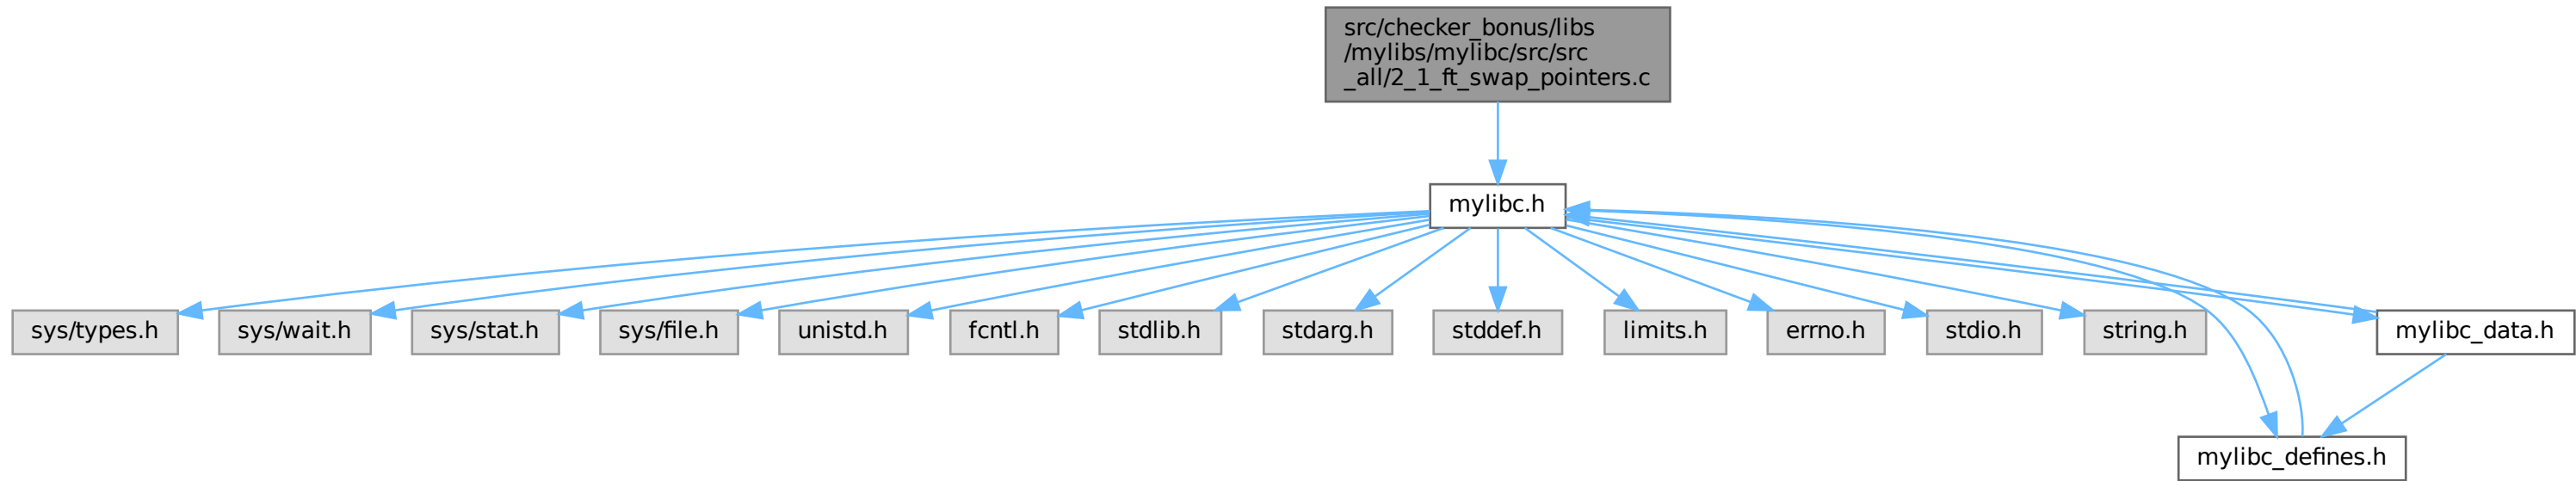 src/checker_bonus/libs
/mylibs/mylibc/src/src
_all/2_1_ft_swap_pointers.c
mylibc.h
sys/types.h
sys/wait.h
sys/stat.h
sys/file.h
unistd.h
fcntl.h
stdlib.h
stdarg.h
stddef.h
limits.h
errno.h
stdio.h
string.h
mylibc_data.h
mylibc_defines.h